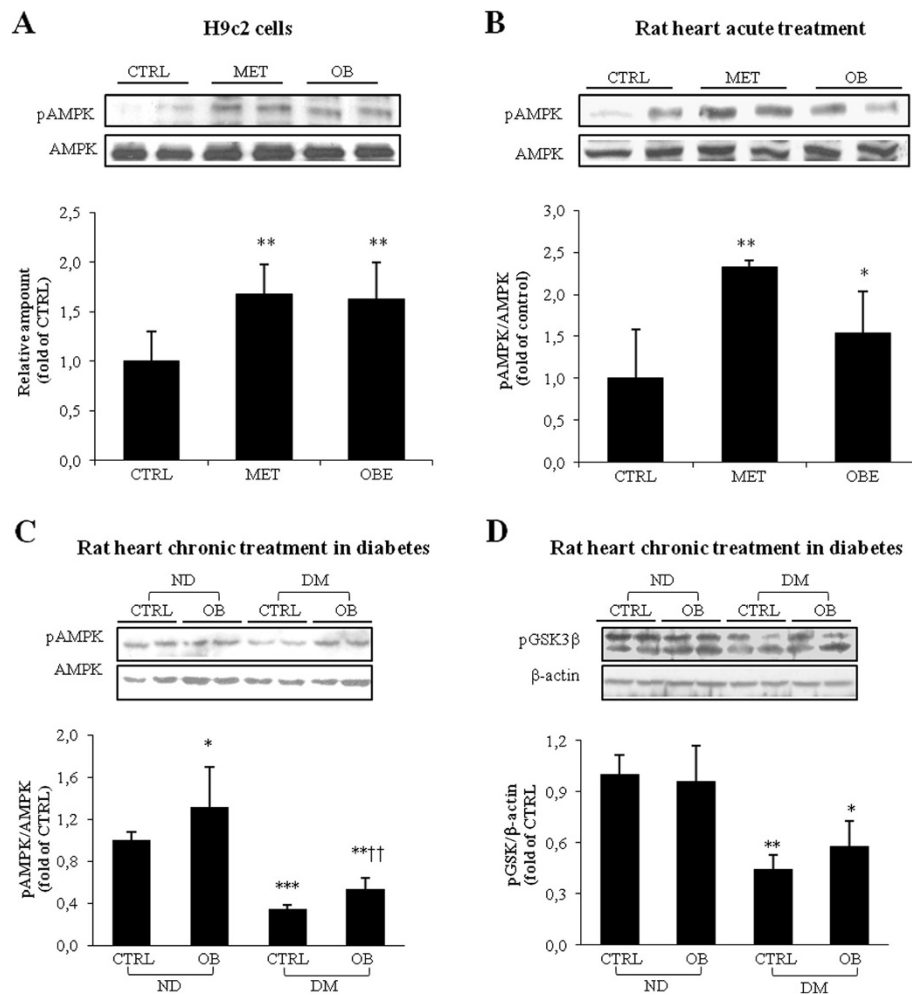 A
H9c2 cells
CTRL MET OB
pAMPK
AMPK
Relative ampount
(fold of CTRL)
2,5
2,0
1,5
1,0
0,5
0,0
** **
CTRL MET OBE
B
Rat heart acute treatment
CTRL MET OB
pAMPK
AMPK
pAMPK/AMPK
(fold of control)
3,0
2,5
2,0
1,5
1,0
0,5
0,0
** *
CTRL MET OBE
C
Rat heart chronic treatment in diabetes
ND DM
CTRL OB CTRL OB
pAMPK
AMPK
pAMPK/AMPK
(fold of CTRL)
2,0
1,6
1,2
0,8
0,4
0,0
* *** **††
CTRL OB CTRL OB
ND DM
D
Rat heart chronic treatment in diabetes
ND DM
CTRL OB CTRL OB
pGSK3β
β-actin
pGSK/β-actin
(fold of CTRL
1,2
0,9
0,6
0,3
0,0
** *
CTRL OB CTRL OB
ND DM